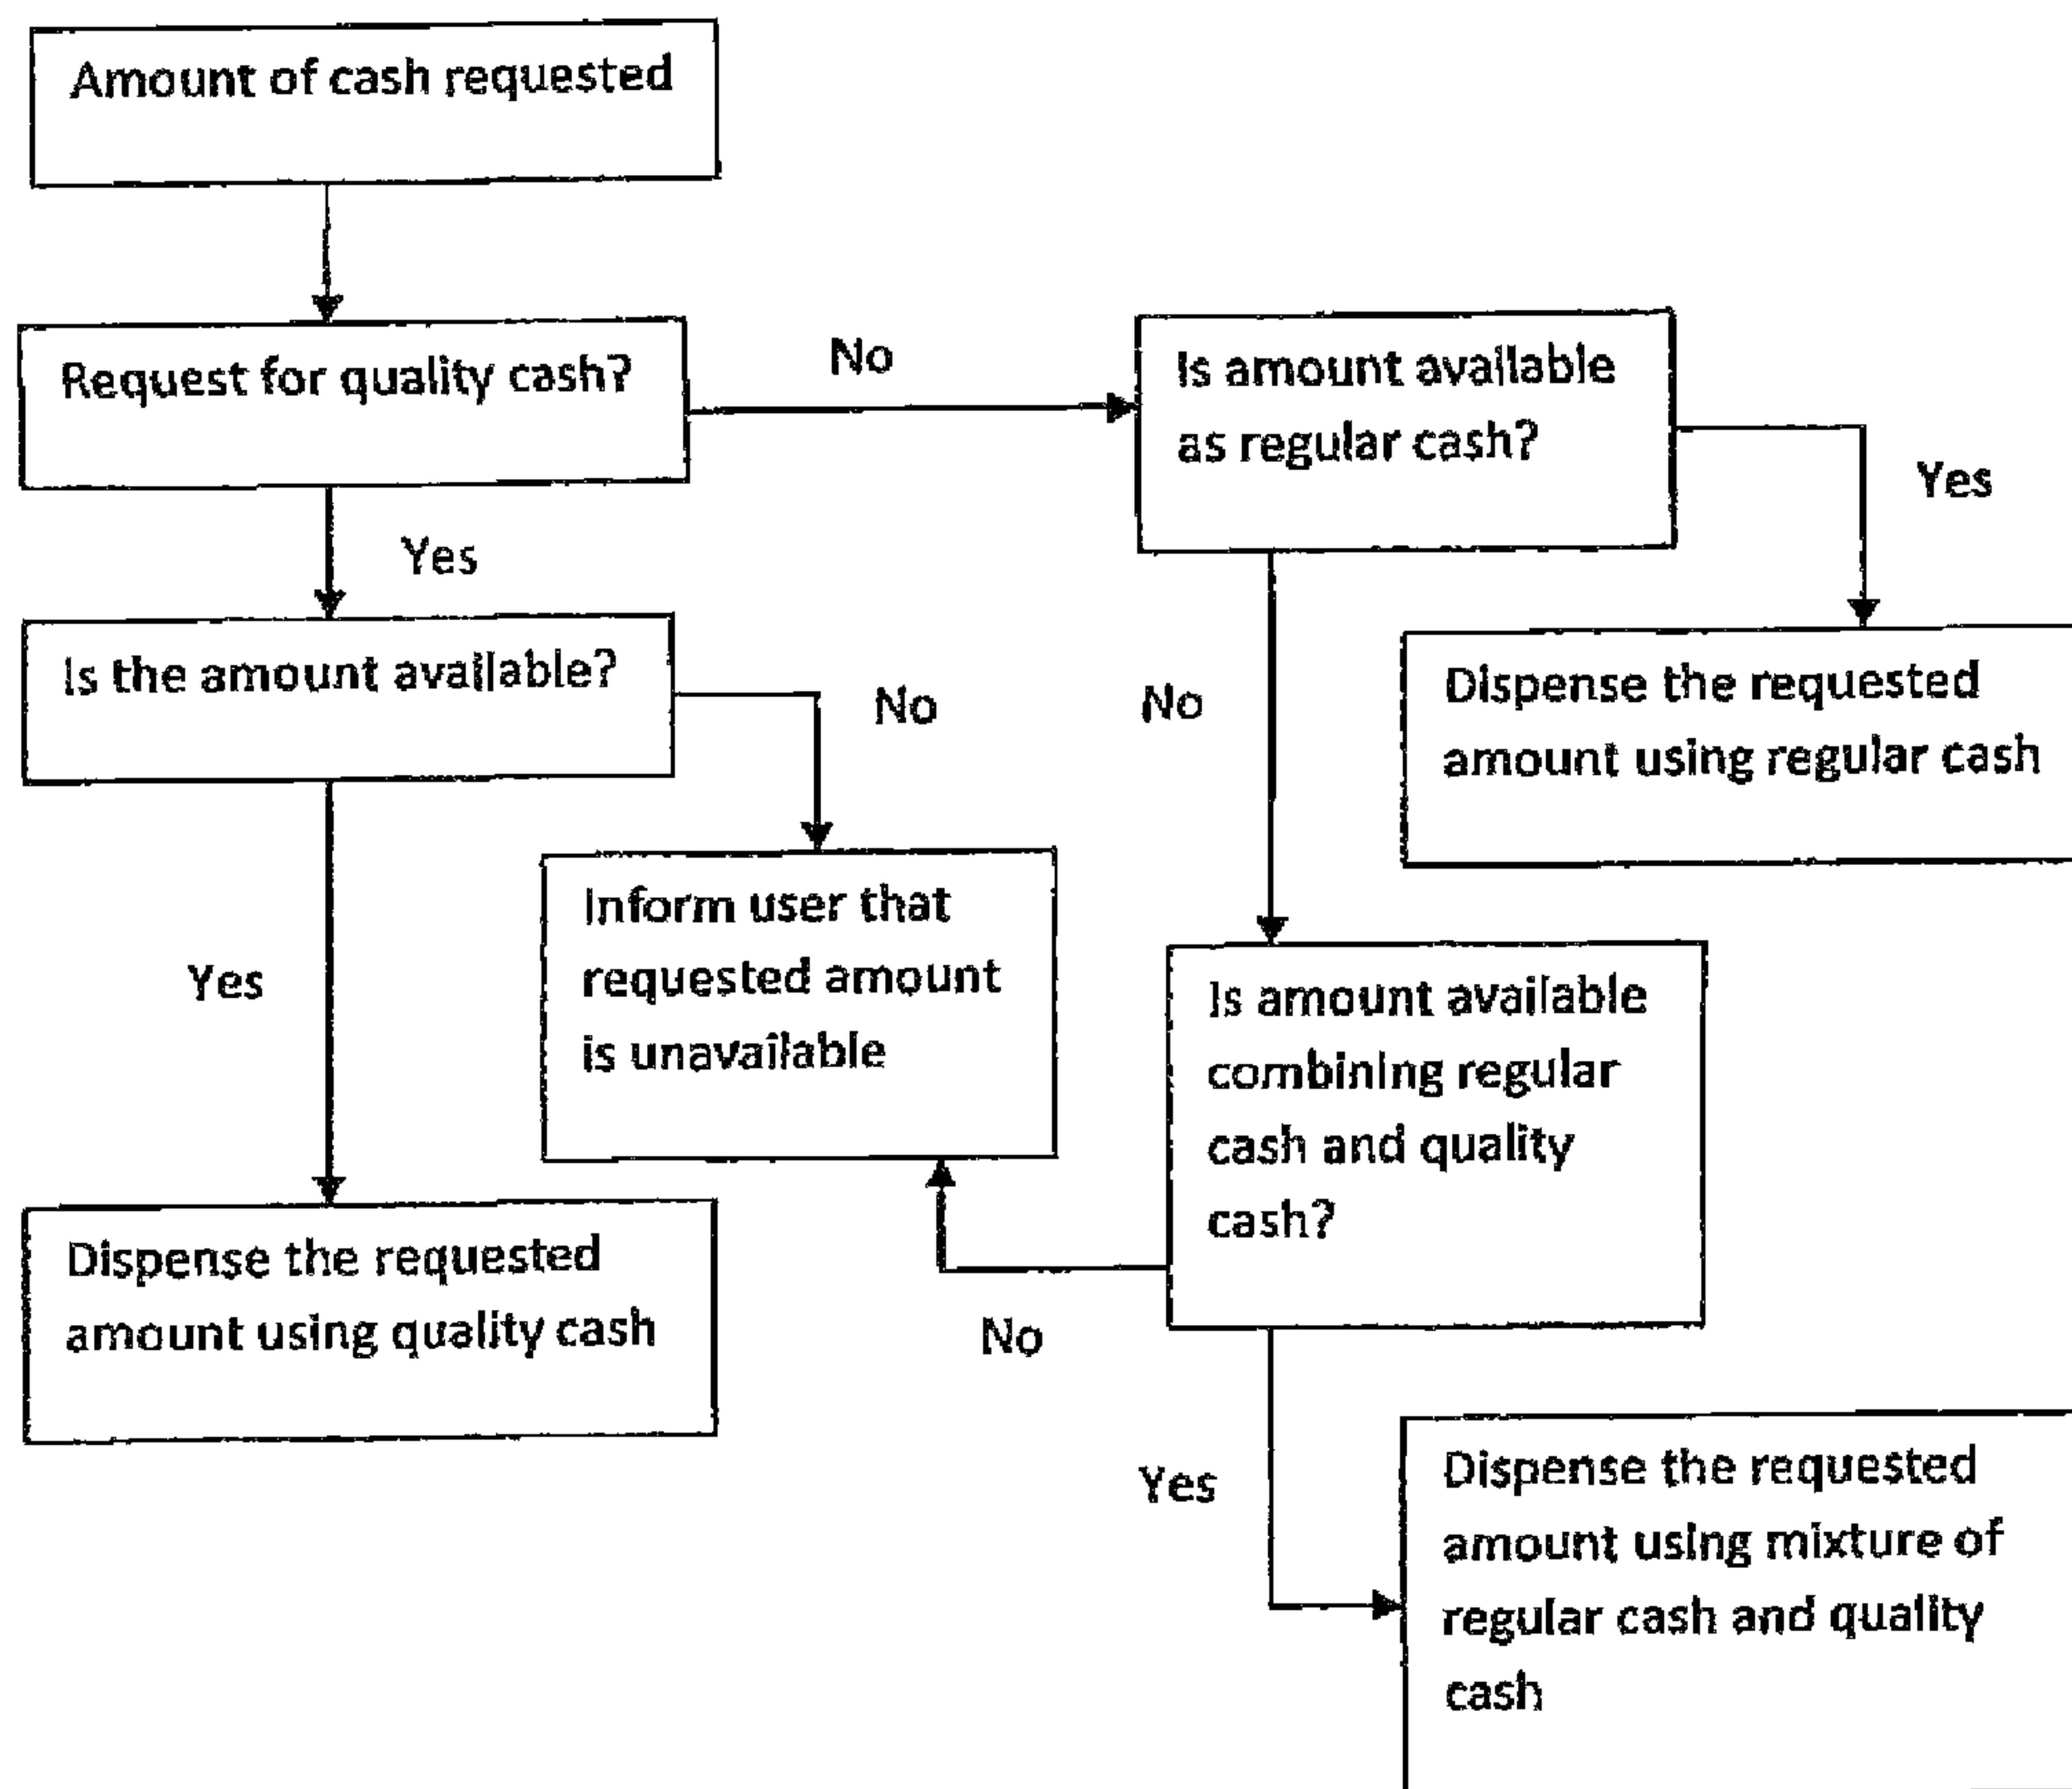 Amount of cash requested
Request for quality cash?
No
Is amount available
as regular cash?
Yes
Yes
Is the amount available?
No
No
Dispense the requested
amount using regular cash
Inform user that
requested amount
is unavailable
Yes
Is amount available
combining regular
cash and quality
cash?
Dispense the requested
amount using quality cash
No
Yes
Dispense the requested
amount using mixture of
regular cash and quality
cash